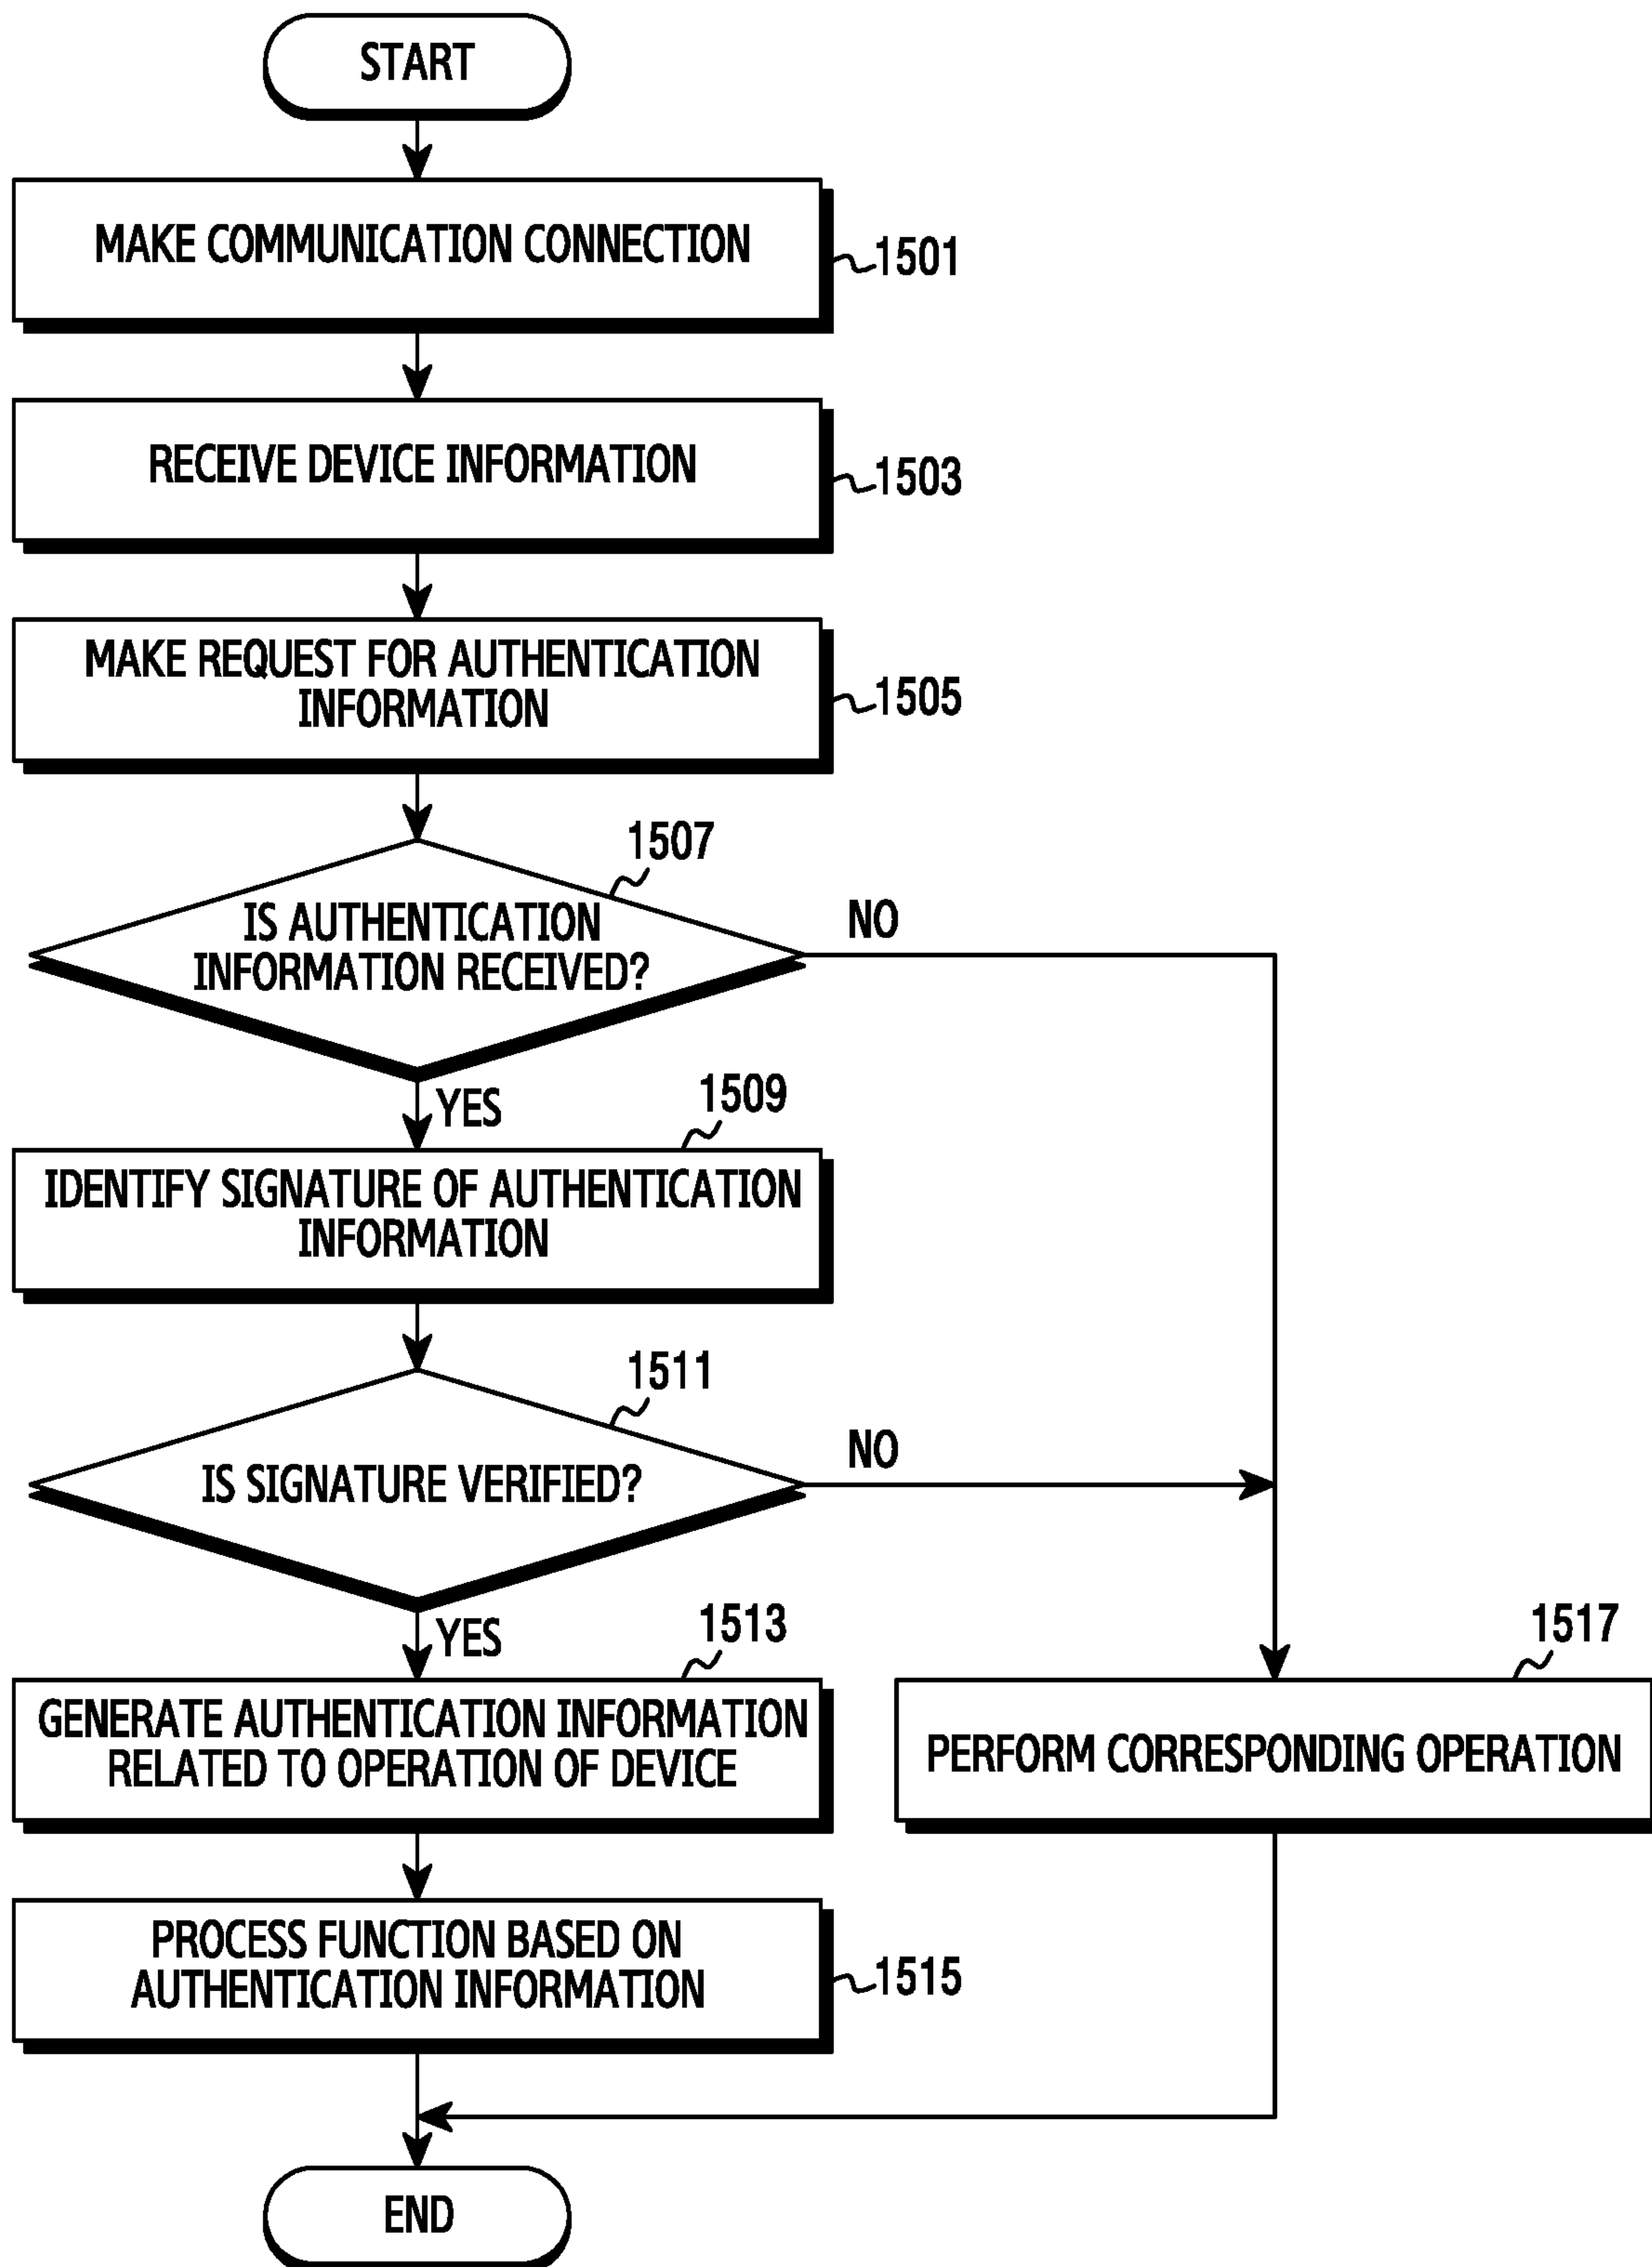 START
MAKE COMMUNICATION CONNECTION
1501
RECEIVE DEVICE INFORMATION
1503
MAKE REQUEST FOR AUTHENTICATION
INFORMATION
1505
1507
IS AUTHENTICATION
INFORMATION RECEIVED?
NO
YES
1509
IDENTIFY SIGNATURE OF AUTHENTICATION
INFORMATION
1511
IS SIGNATURE VERIFIED?
NO
YES
1513
GENERATE AUTHENTICATION INFORMATION
RELATED TO OPERATION OF DEVICE
1517
PERFORM CORRESPONDING OPERATION
PROCESS FUNCTION BASED ON
AUTHENTICATION INFORMATION
1515
END